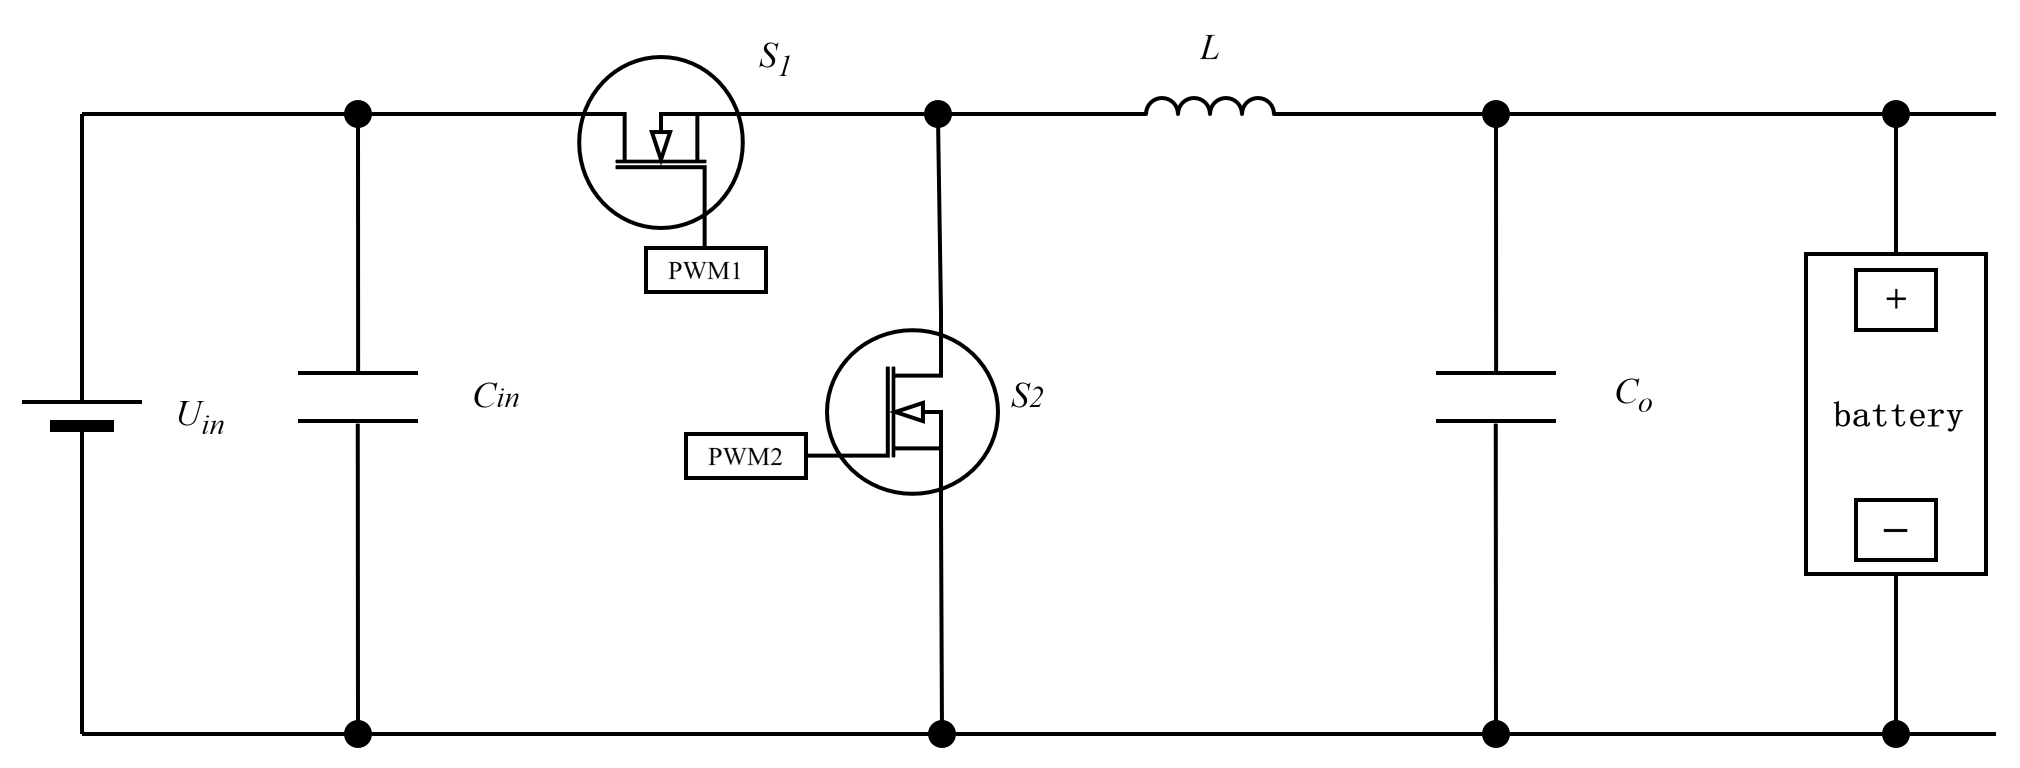 S1
L
PWM1
+
Uin
Cin
S2
Co
battery
PWM2
−